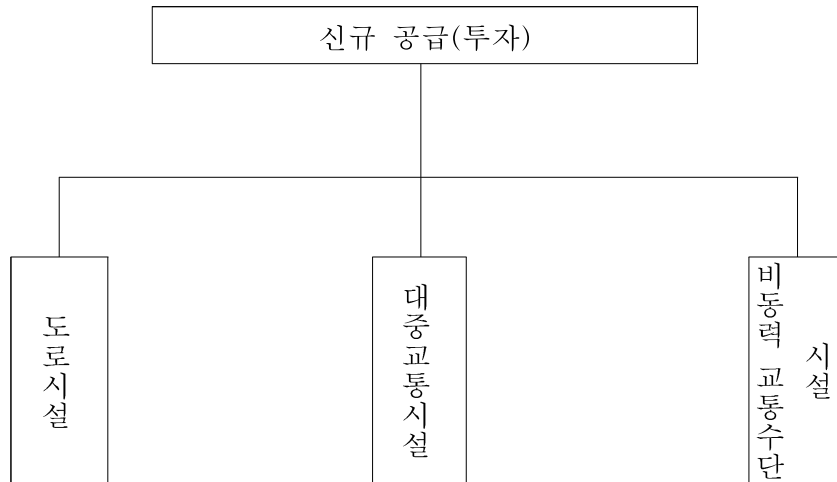 신규 공급(투자)
도로시설
대중교통시설
비동력 교통수단
시설